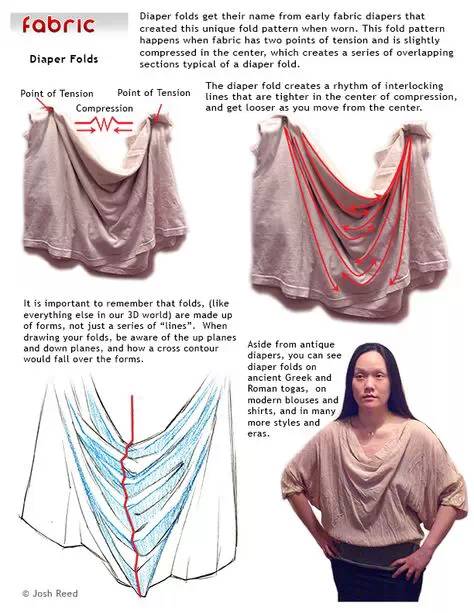 fabric
Diaper Folds
Diaper folds get their name from early fabric diapers that
created this unique fold pattern when worn. This fold pattern
happens when fabric has two points of tension and is slightly
compressed in the center, which creates a series of overlapping
sections typical of a diaper fold.
Point of Tension
Point of Tension
Compression
The diaper fold creates a rhythm of interlocking
lines that are tighter in the center of compression,
and get looser as you move from the center.
It is important to remember that folds, (like
everything else in our 3D world) are made up
of forms, not just a series of “lines”. When
drawing your folds, be aware of the up planes
and down planes, and how a cross contour
would fall over the forms.
Aside from antique
diapers, you can see
diaper folds on
ancient Greek and
Roman togas, on
modern blouses and
shirts, and in many
more styles and
eras.
© Josh Reed